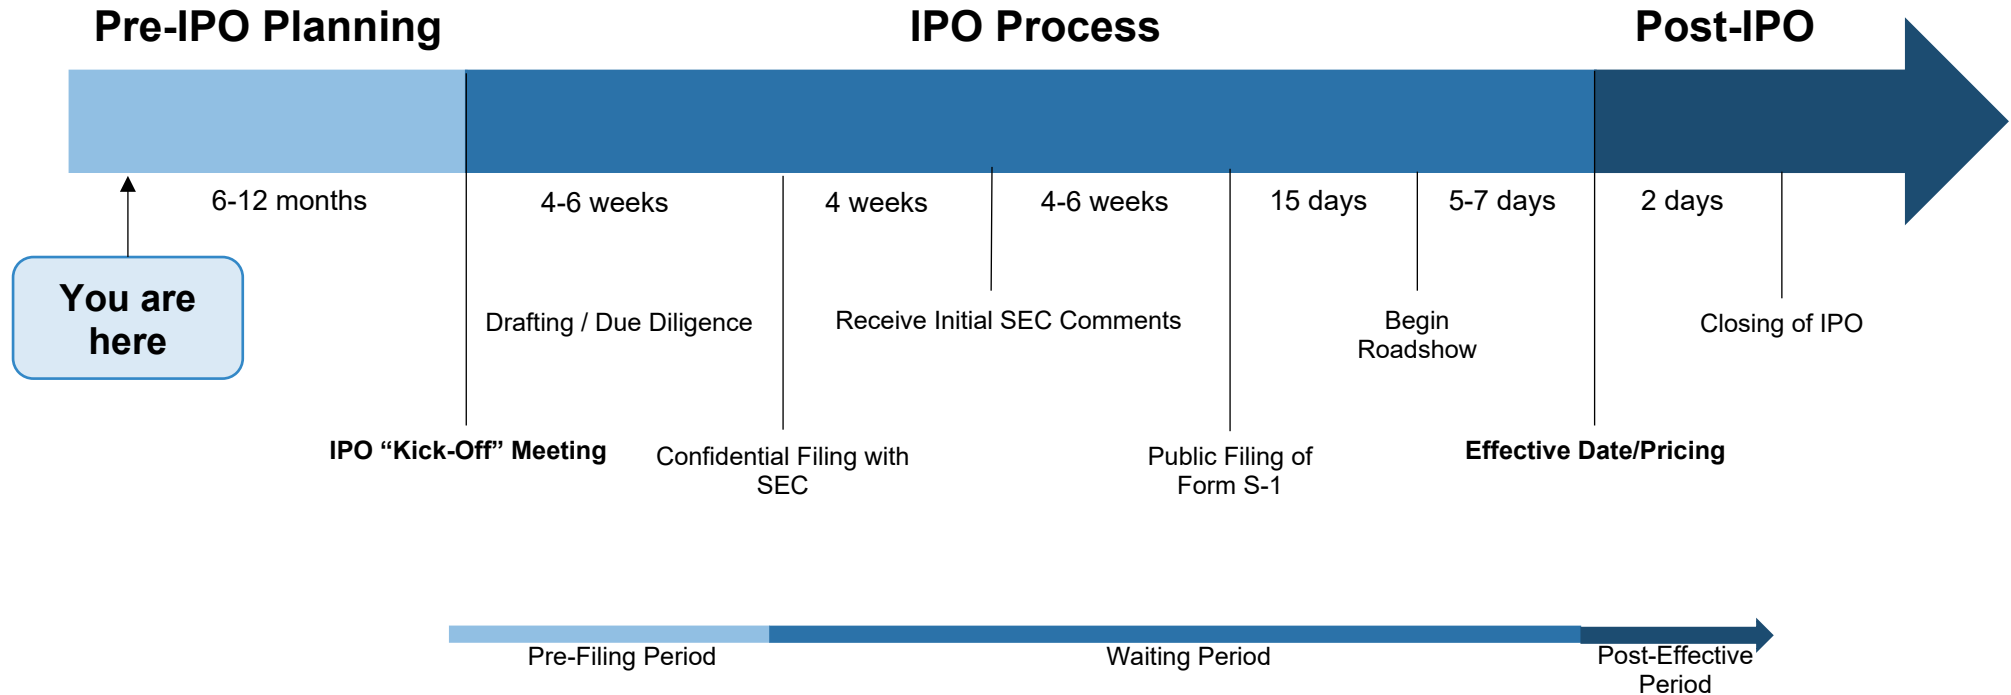 Pre-IPO Planning
IPO Process
Post-IPO
6-12 months
4-6 weeks
4 weeks
4-6 weeks
15 days
5-7 days
2 days
You are
here
Drafting / Due Diligence
Receive Initial SEC Comments
Begin
Roadshow
Closing of IPO
IPO “Kick-Off” Meeting
Confidential Filing with
SEC
Public Filing of
Form S-1
Effective Date/Pricing
Pre-Filing Period
Waiting Period
Post-Effective
Period